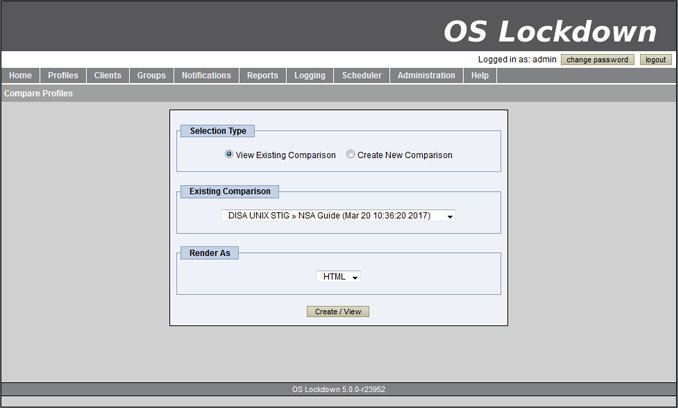 OS Lockdown
Logged in as: admin change password logout
Home Profiles Clients Groups Notifications Reports Logging Scheduler Administration Help
Compare Profiles
Selection Type
View Existing Comparison Create New Comparison
Existing Comparison
DISA UNIX STIG » NSA Guide (Mar 20 10:36:20 2017)
Render As
HTML
Create / View
OS Lockdown 5.0.0-r23952